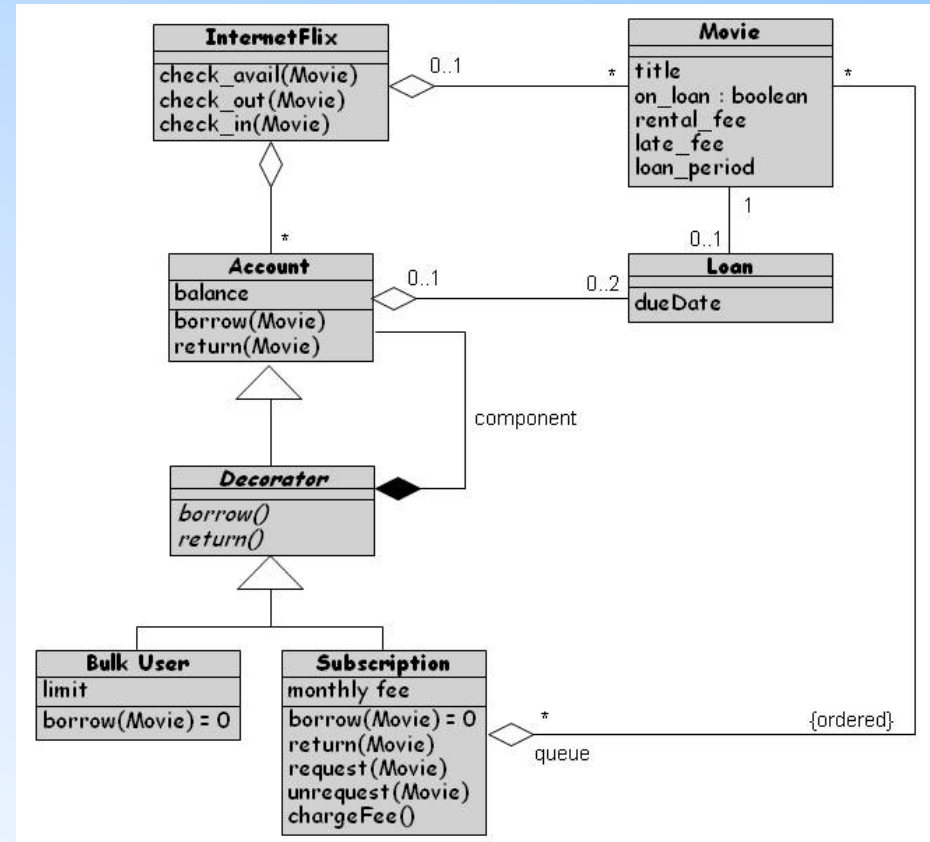 InternetFlix
check_avail(Movie)
check_out(Movie)
check_in(Movie)
0..1
*
Movie
title
on_loan : boolean
rental_fee
late_fee
loan_period
*
1
0..1
*
Account
balance
borrow(Movie)
return(Movie)
0..1
0..2
Loan
dueDate
component
Decorator
borrow()
return()
Bulk User
limit
borrow(Movie) = 0
Subscription
monthly fee
borrow(Movie) = 0
return(Movie)
request(Movie)
unrequest(Movie)
chargeFee()
*
queue
{ordered}